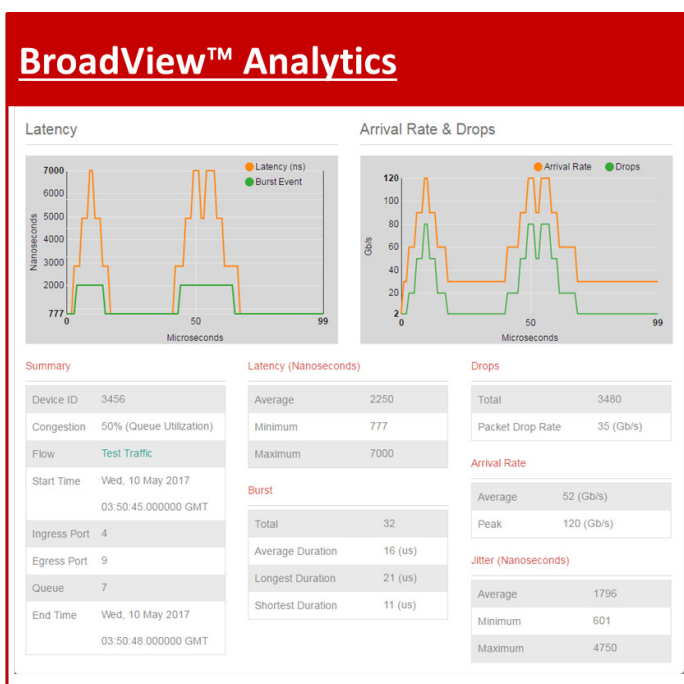 BroadView™ Analytics
Latency
Arrival Rate & Drops
Latency (ns)
Burst Event
7000
6000
5000
4000
3000
2000
777
0
50
99
Nanoseconds
Microseconds
Arrival Rate
Drops
120
100
80
60
40
20
2
0
50
99
Gb/s
Microseconds
Summary
Device ID 3456
Congestion 50% (Queue Utilization)
Flow Test Traffic
Start Time Wed, 10 May 2017
03:50:45.000000 GMT
Ingress Port 4
Egress Port 9
Queue 7
End Time Wed, 10 May 2017
03:50:48.000000 GMT
Latency (Nanoseconds)
Average 2250
Minimum 777
Maximum 7000
Burst
Total 32
Average Duration 16 (us)
Longest Duration 21 (us)
Shortest Duration 11 (us)
Drops
Total 3480
Packet Drop Rate 35 (Gb/s)
Arrival Rate
Average 52 (Gb/s)
Peak 120 (Gb/s)
Jitter (Nanoseconds)
Average 1796
Minimum 601
Maximum 4750